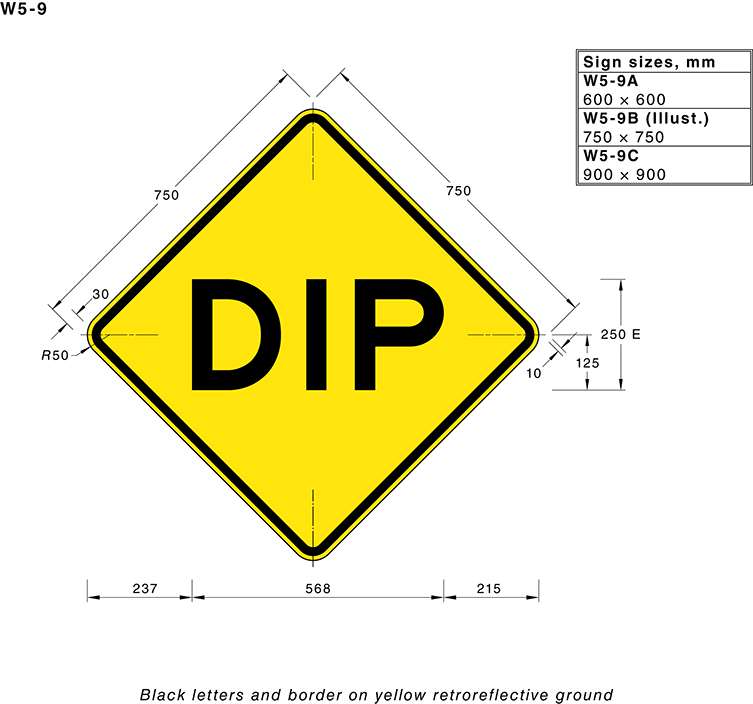 W5-9
Sign sizes, mm
W5-9A
600 × 600
W5-9B (Illust.)
750 × 750
W5-9C
900 × 900
750
750
30
DIP
250 E
R50
125
10
237
568
215
Black letters and border on yellow retroreflective ground